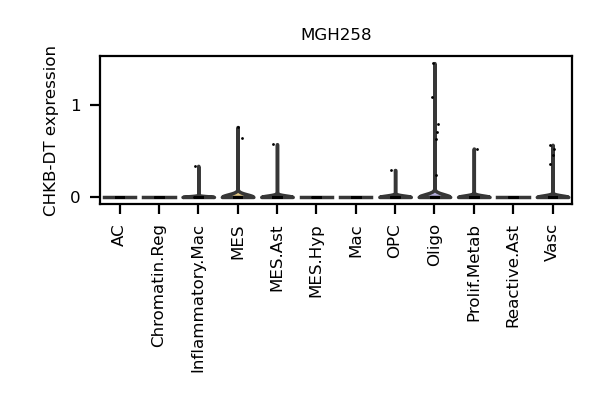 MGH258
CHKB-DT expression
1
0
AC
Chromatin.Reg
Inflammatory.Mac
MES
MES.Ast
MES.Hyp
Mac
OPC
Oligo
Prolif.Metab
Reactive.Ast
Vasc